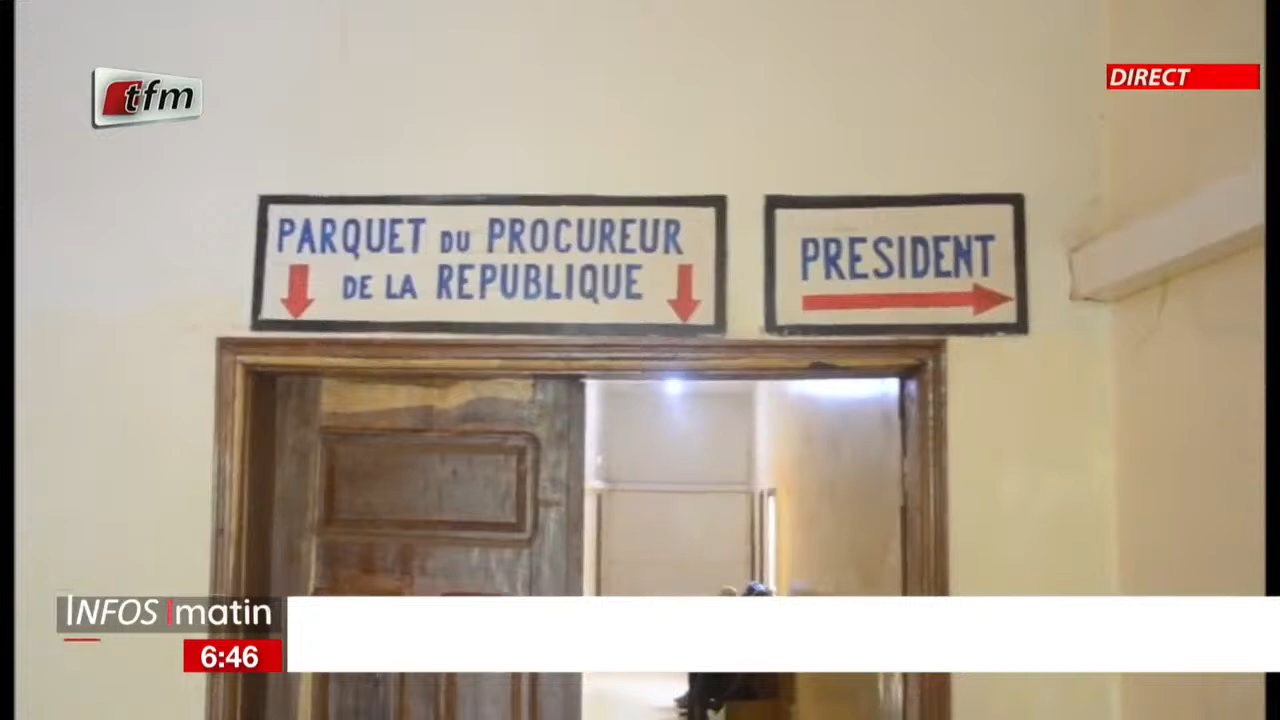 tfm
DIRECT
PARQUET DU PROCUREUR
DE LA REPUBLIQUE
PRESIDENT
INFOS matin
6:46